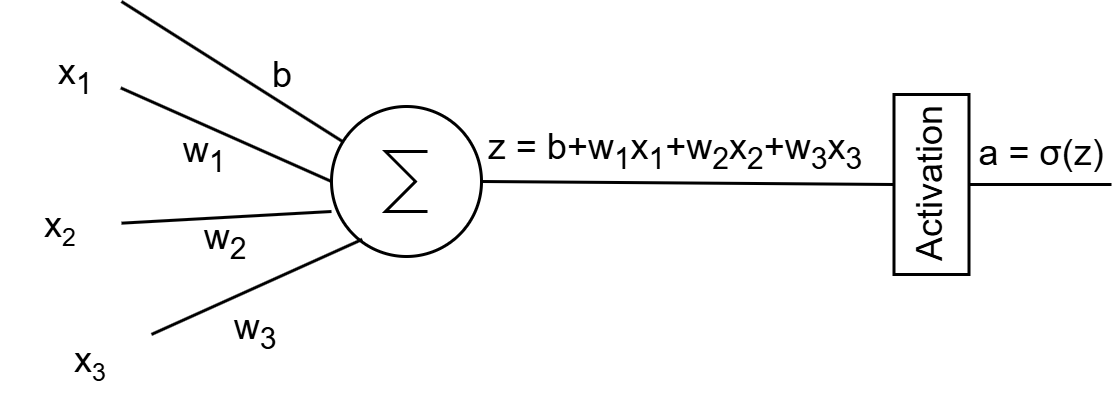 b
x₁
w₁
z = b+w₁x₁+w₂x₂+w₃x₃
a = σ(z)
Activation
∑
x₂
w₂
w₃
x₃